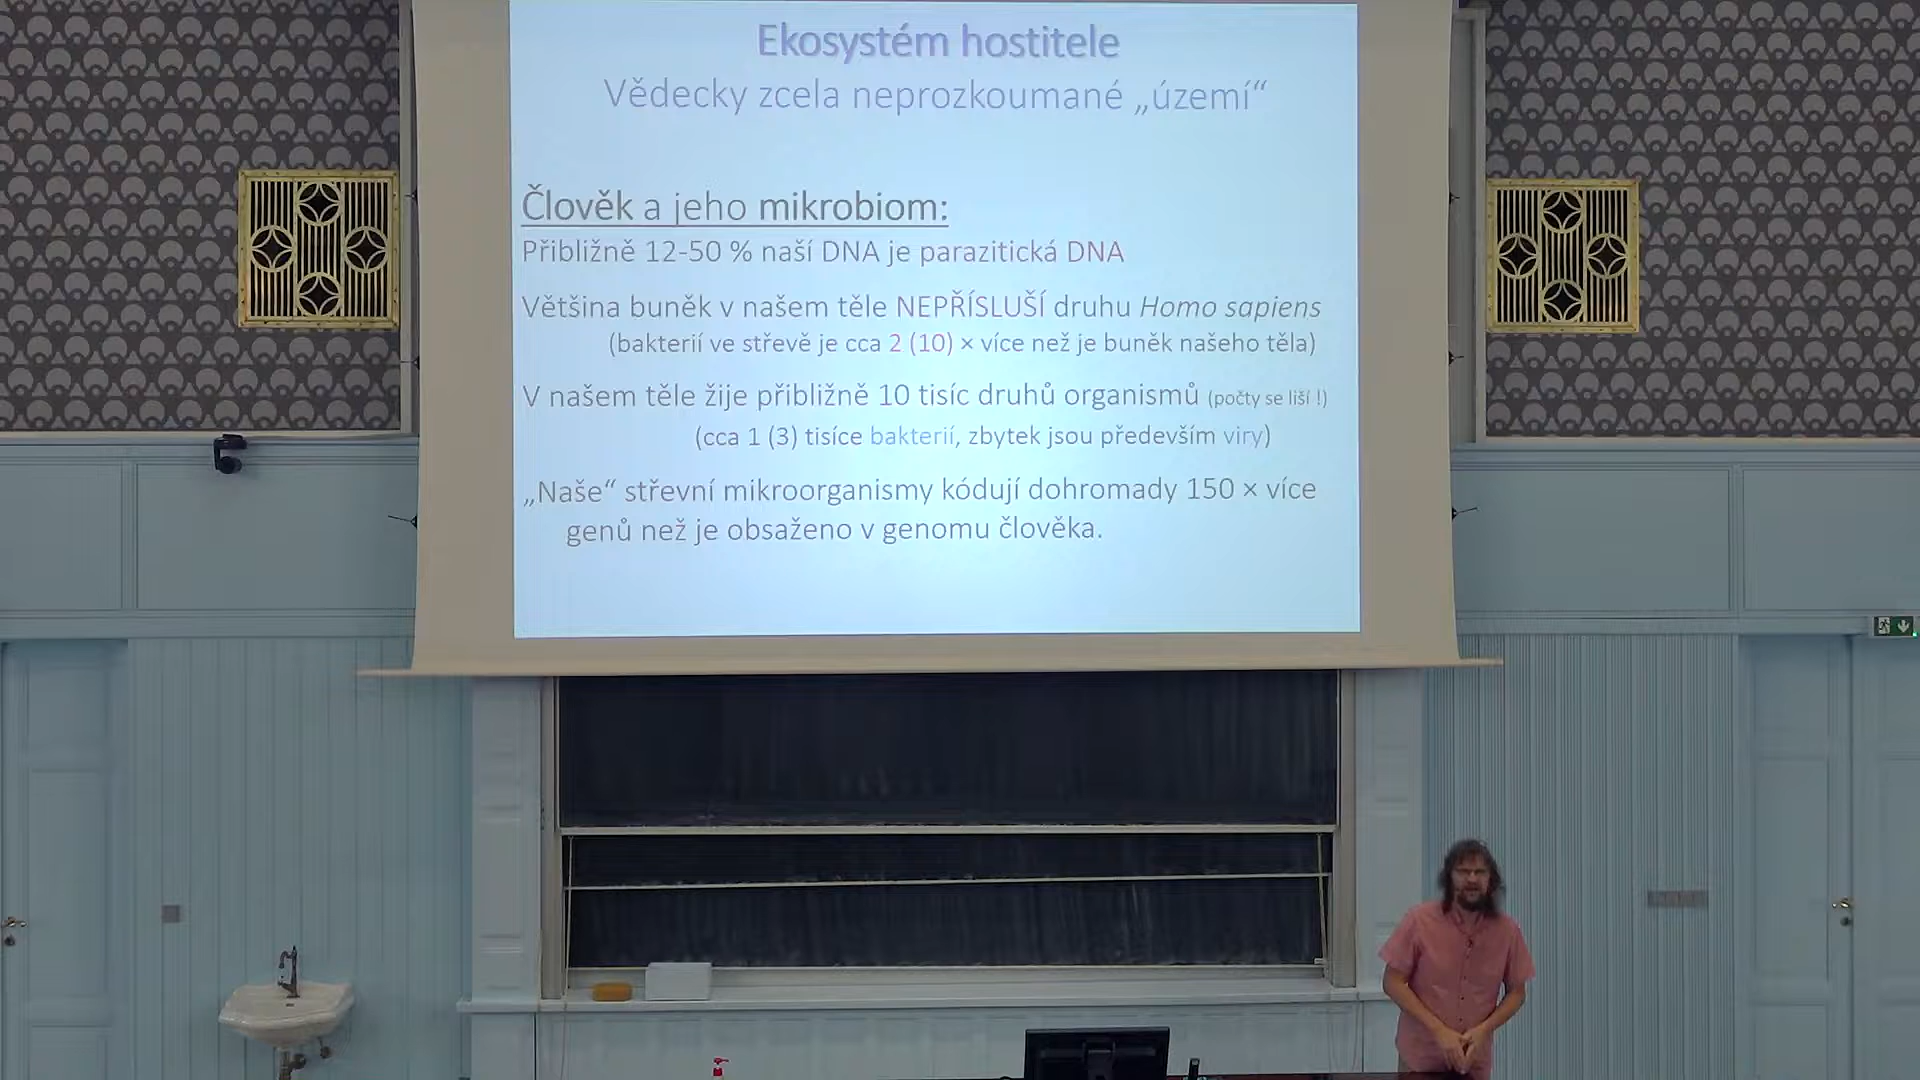 Ekosystém hostitele
Vědecky zcela neprozkoumané „území“
Člověk a jeho mikrobiom:
Přibližně 12-50 % naší DNA je parazitická DNA
Většina buněk v našem těle NEPŘÍSLUŠÍ druhu Homo sapiens
(bakterií ve střevě je cca 2 (10) × více než je buněk našeho těla)
V našem těle žije přibližně 10 tisíc druhů organismů (počty se liší !)
(cca 1 (3) tisíce bakterií, zbytek jsou především viry)
„Naše“ střevní mikroorganismy kódují dohromady 150 × více
genů než je obsaženo v genomu člověka.